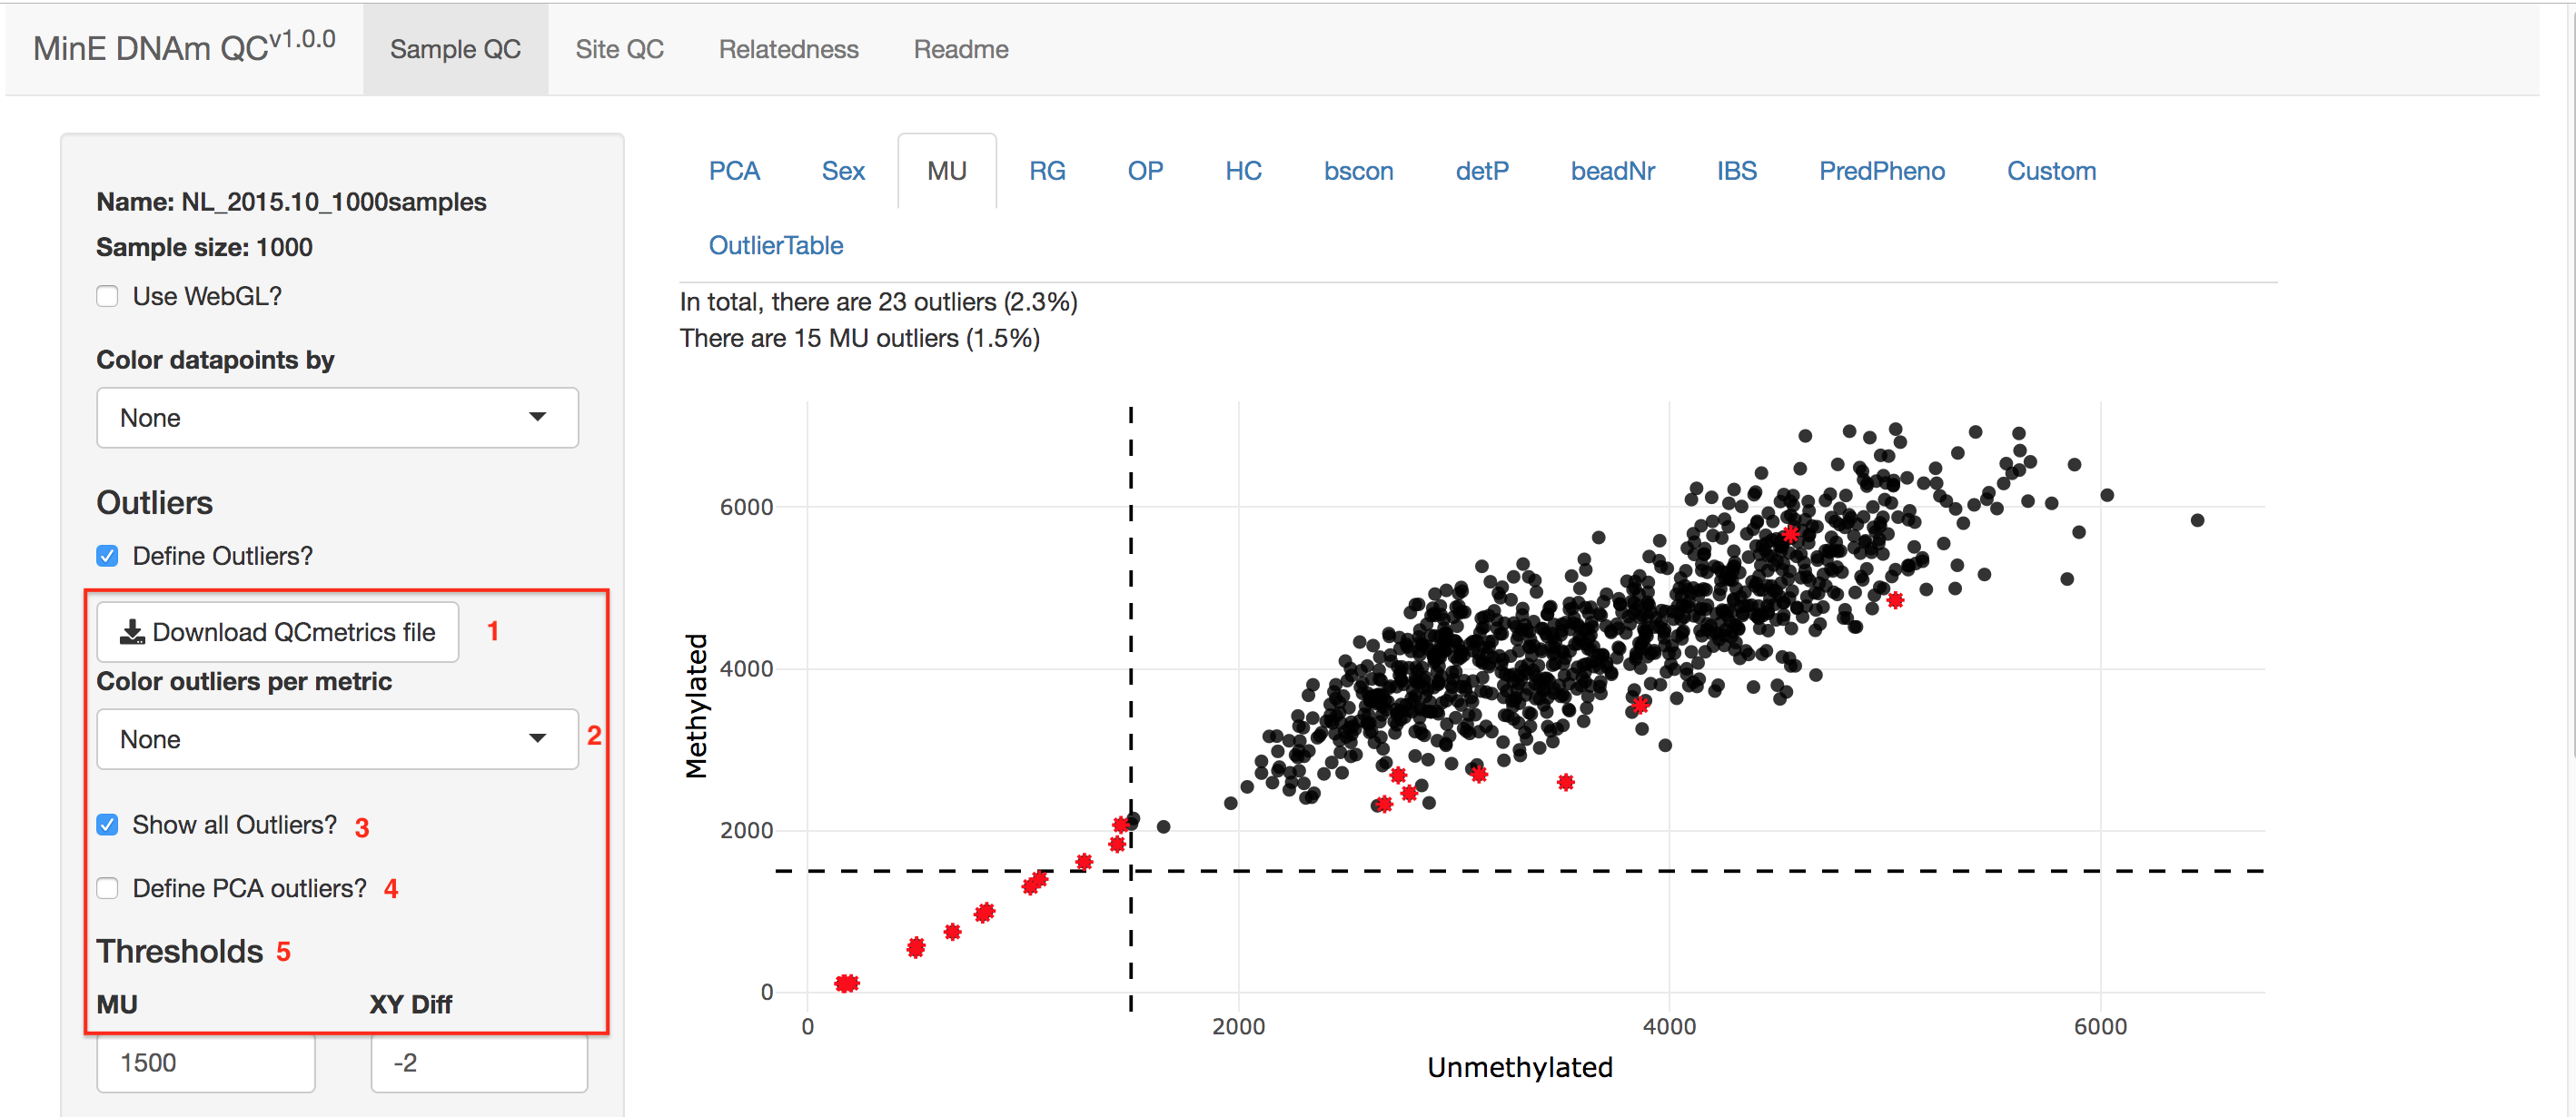 MinE DNAm QCv1.0.0 Sample QC Site QC Relatedness Readme
Name: NL_2015.10_1000samples
Sample size: 1000
Use WebGL?
Color datapoints by
None
Outliers
Define Outliers?
Download QCmetrics file 1
Color outliers per metric
None 2
Show all Outliers? 3
Define PCA outliers? 4
Thresholds 5
MU XY Diff
1500 -2
PCA Sex MU RG OP HC bscon detP beadNr IBS PredPheno Custom
OutlierTable
In total, there are 23 outliers (2.3%)
There are 15 MU outliers (1.5%)
Methylated
6000
4000
2000
0
0 2000 4000 6000
Unmethylated